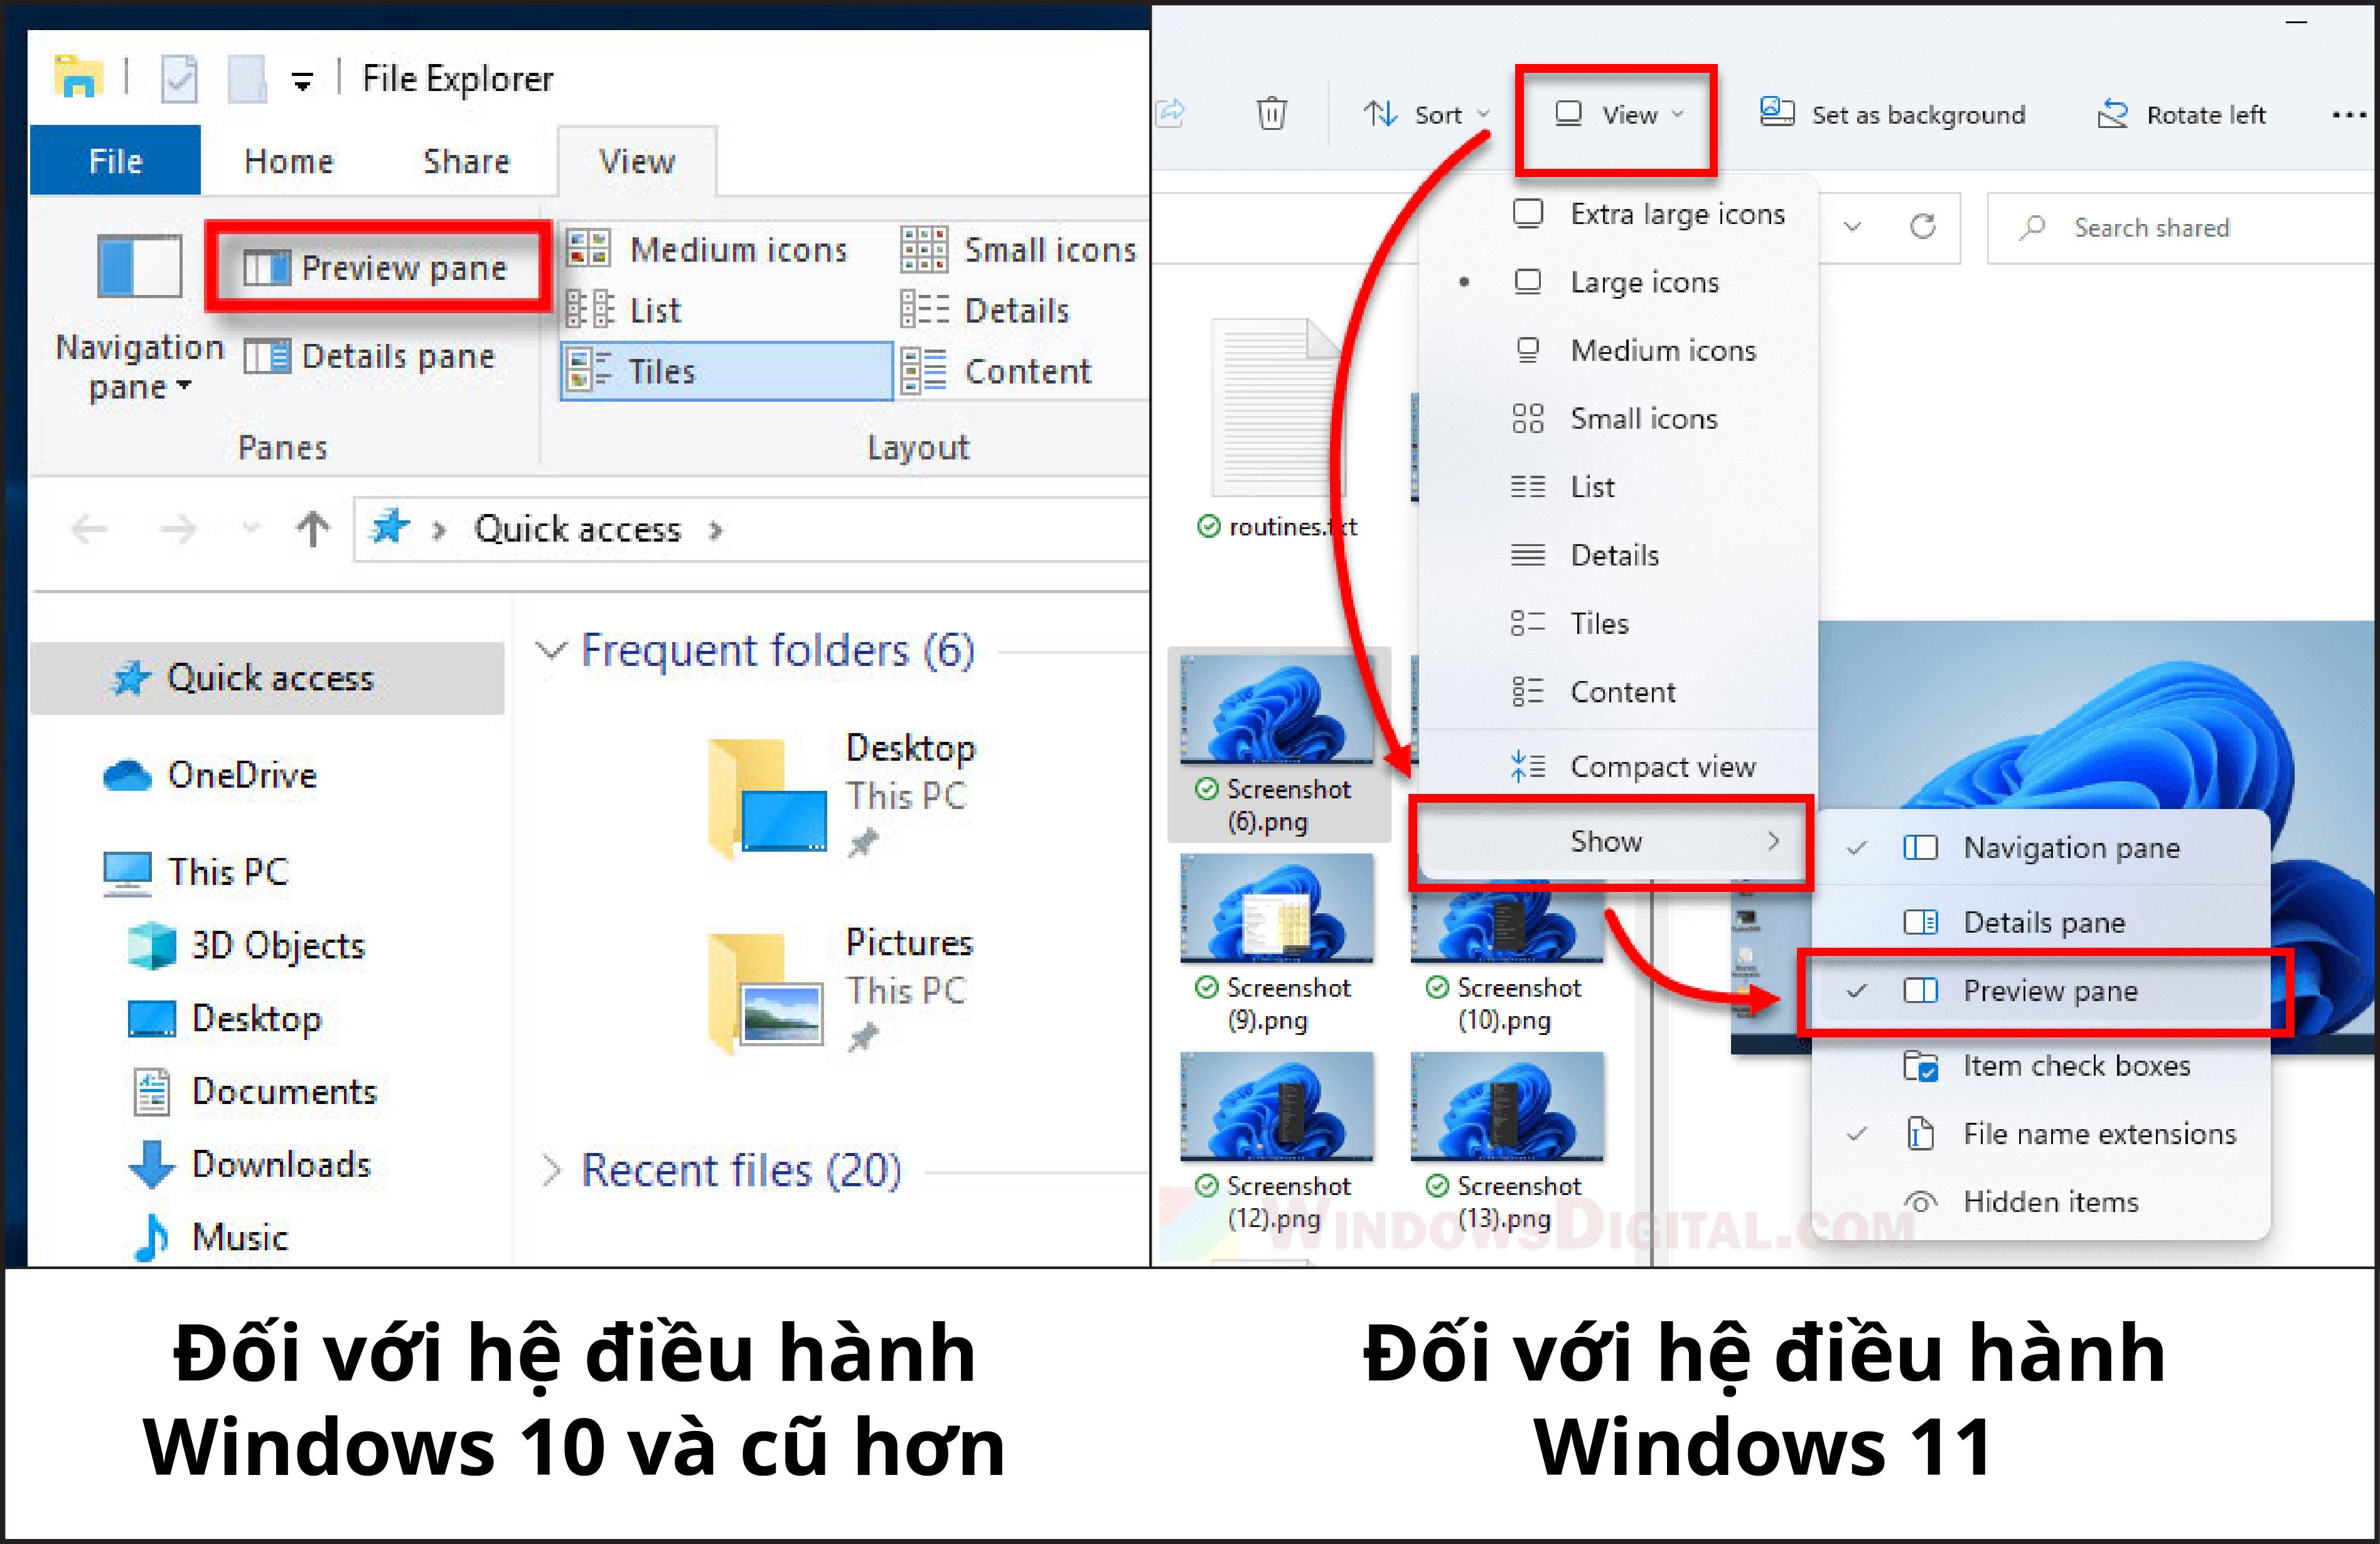 File Explorer
File
Home
Share
View
Navigation
pane
Preview pane
Details pane
Panes
Medium icons
Small icons
List
Details
Tiles
Content
Layout
Quick access
Quick access
OneDrive
This PC
3D Objects
Desktop
Documents
Downloads
Music
Frequent folders (6)
Desktop
This PC
Pictures
This PC
Recent files (20)
Sort
View
Set as background
Rotate left
Search shared
Extra large icons
Large icons
Medium icons
Small icons
List
Details
Tiles
Content
Compact view
Show
Navigation pane
Details pane
Preview pane
Item check boxes
File name extensions
Hidden items
routines.txt
Screenshot
(6).png
Screenshot
(9).png
Screenshot
(10).png
Screenshot
(12).png
Screenshot
(13).png
WINDOWSDIGITAL.COM
Đối với hệ điều hành
Windows 10 và cũ hơn
Đối với hệ điều hành
Windows 11